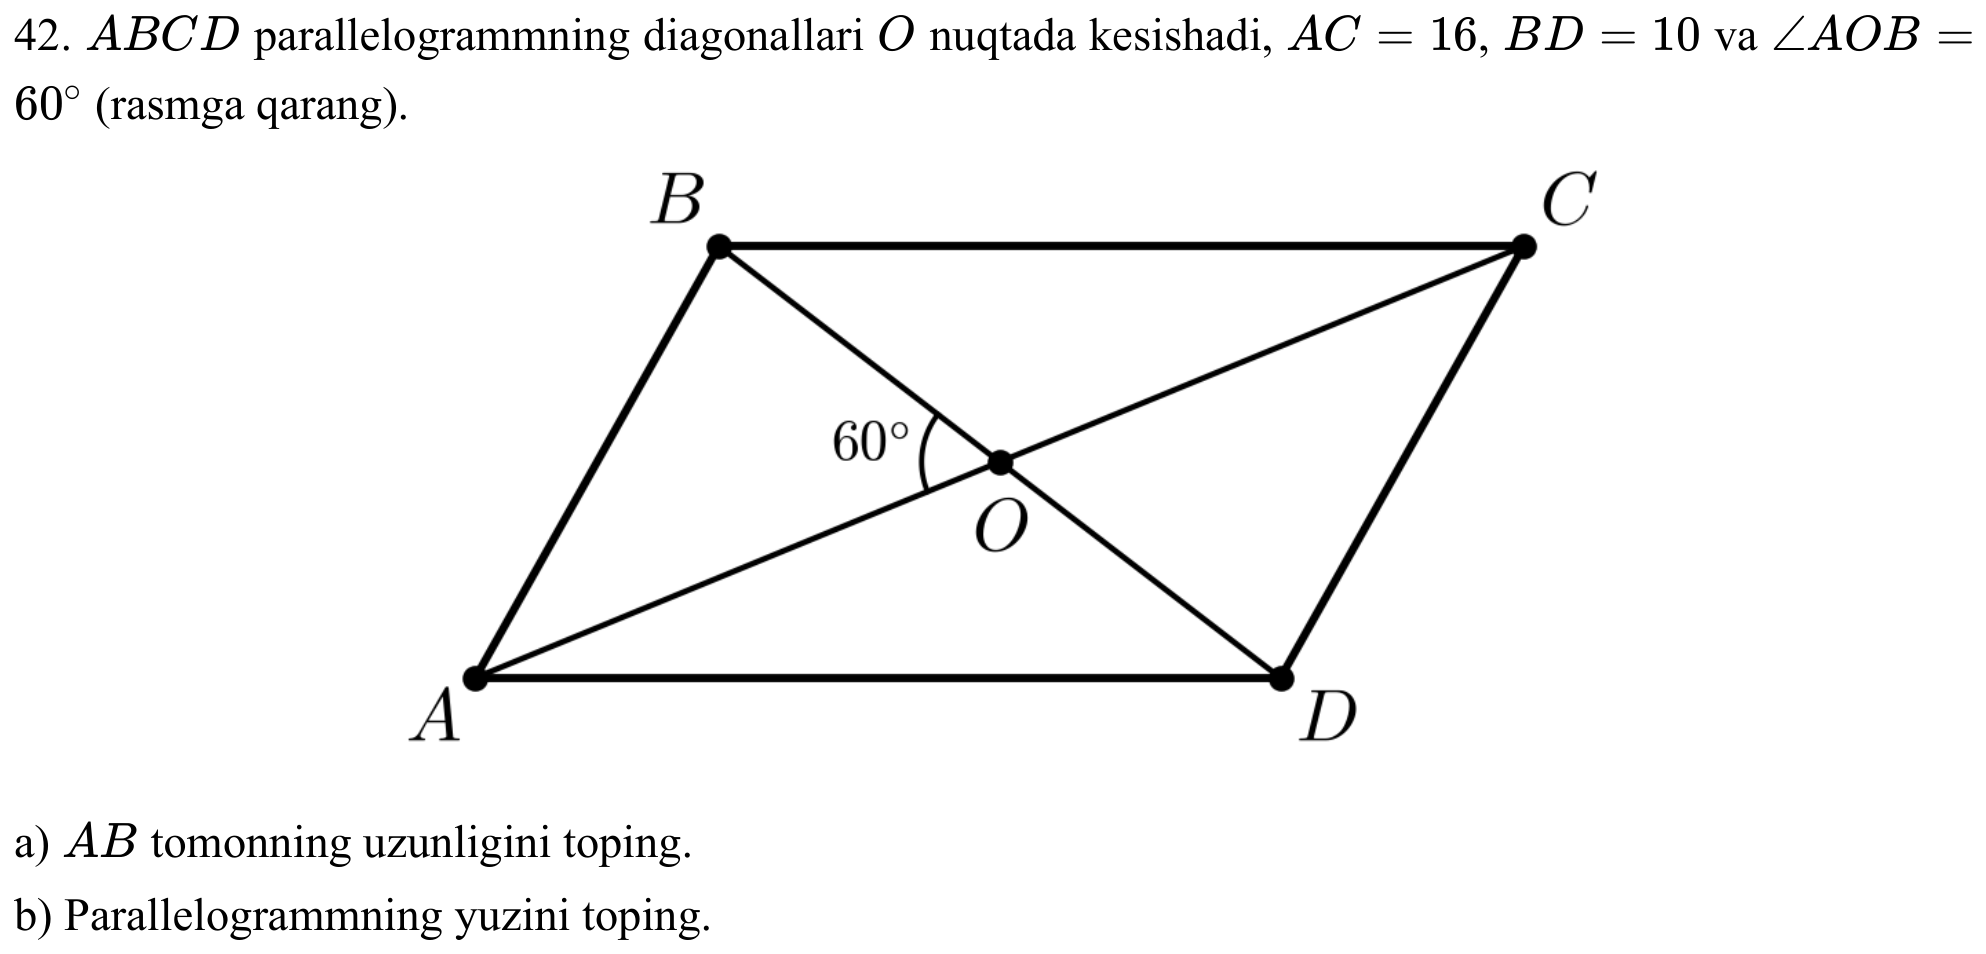 42. ABCD parallelogrammning diagonallari O nuqtada kesishadi, AC = 16, BD = 10 va ∠AOB =
60° (rasmga qarang).
B
C
60°
O
A
D
a) AB tomonning uzunligini toping.
b) Parallelogrammning yuzini toping.